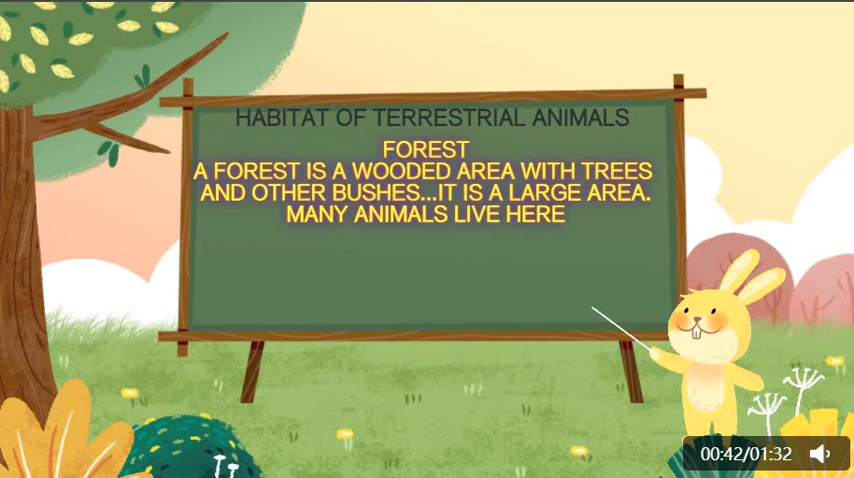 HABITAT OF TERRESTRIAL ANIMALS
FOREST
A FOREST IS A WOODED AREA WITH TREES
AND OTHER BUSHES...IT IS A LARGE AREA.
MANY ANIMALS LIVE HERE
00:42/01:32